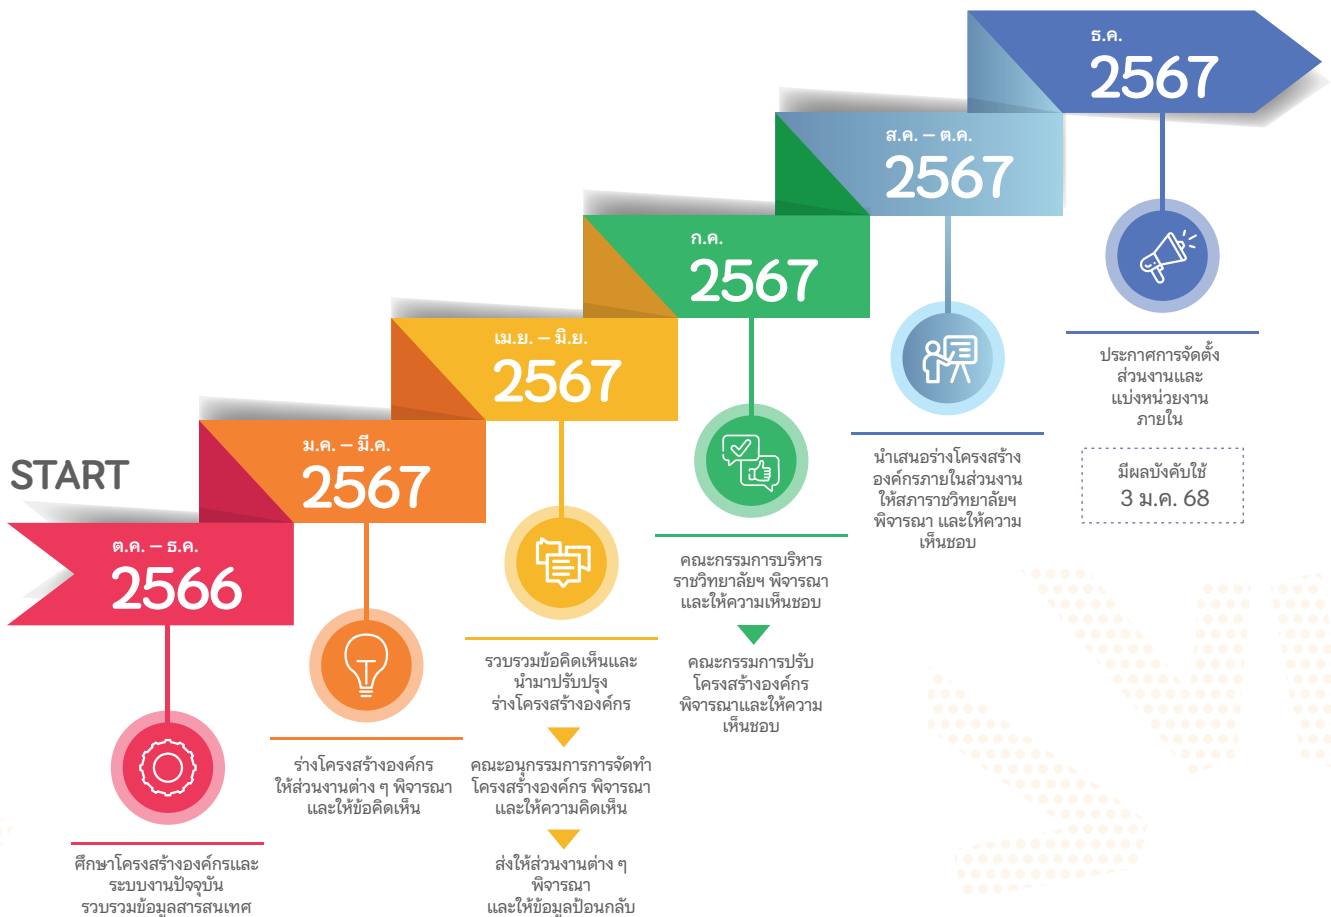 START
ต.ค. – ธ.ค.
2566
ศึกษาโครงสร้างองค์กรและ
ระบบงานปัจจุบัน
รวบรวมข้อมูลสารสนเทศ
ม.ค. – มี.ค.
2567
ร่างโครงสร้างองค์กร
ให้ส่วนงานต่าง ๆ พิจารณา
และให้ข้อคิดเห็น
เม.ย. – มิ.ย.
2567
รวบรวมข้อคิดเห็นและ
นำมาปรับปรุง
ร่างโครงสร้างองค์กร
คณะอนุกรรมการการจัดทำ
โครงสร้างองค์กร พิจารณา
และให้ความคิดเห็น
ส่งให้ส่วนงานต่าง ๆ
พิจารณา
และให้ข้อมูลป้อนกลับ
ก.ค.
2567
คณะกรรมการบริหาร
ราชวิทยาลัยฯ พิจารณา
และให้ความเห็นชอบ
คณะกรรมการปรับ
โครงสร้างองค์กร
พิจารณาและให้ความ
เห็นชอบ
ส.ค. – ต.ค.
2567
นำเสนอร่างโครงสร้าง
องค์กรภายในส่วนงาน
ให้สภาราชวิทยาลัยฯ
พิจารณา และให้ความ
เห็นชอบ
ธ.ค.
2567
ประกาศการจัดตั้ง
ส่วนงานและ
แบ่งหน่วยงาน
ภายใน
มีผลบังคับใช้
3 ม.ค. 68